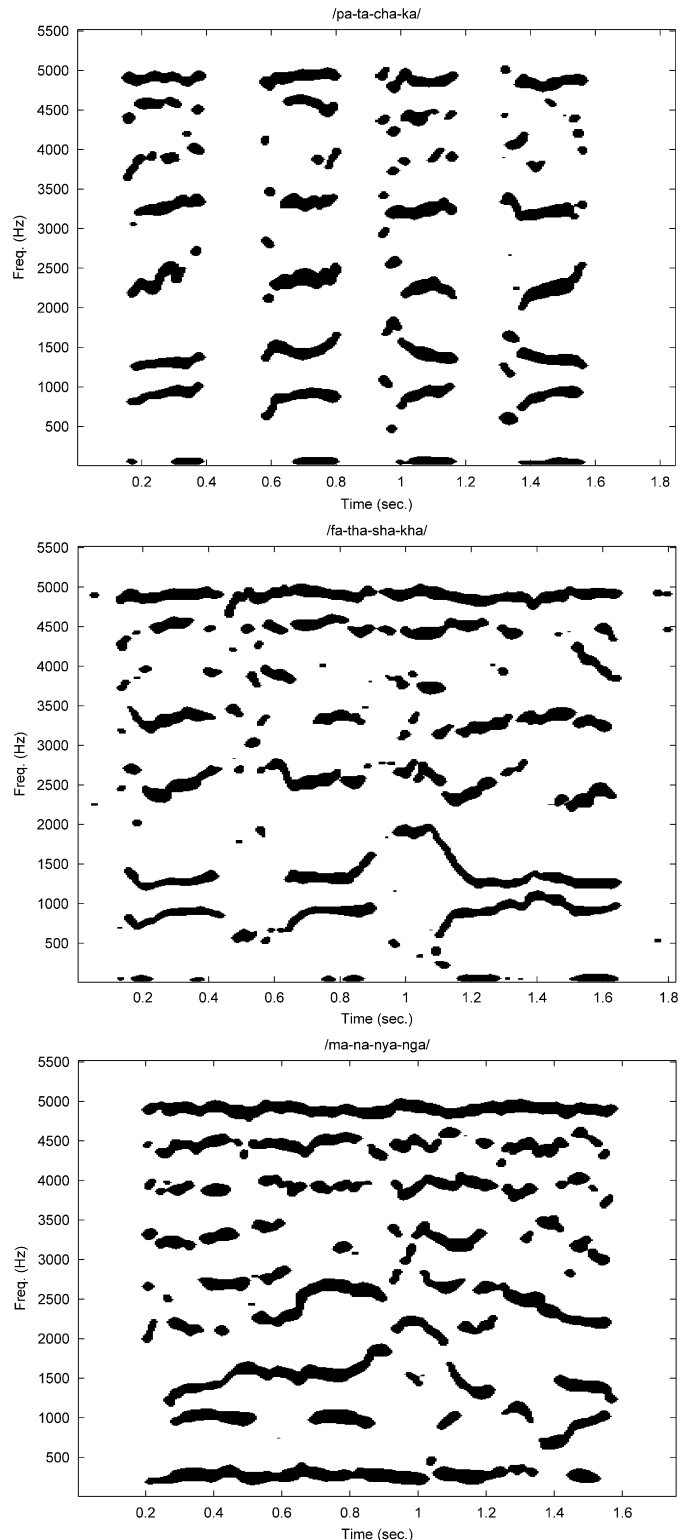 /pa-ta-cha-ka/
5500
5000
4500
4000
3500
3000
2500
2000
1500
1000
500
Freq. (Hz)
0.2 0.4 0.6 0.8 1 1.2 1.4 1.6 1.8
Time (sec.)
/fa-tha-sha-kha/
5500
5000
4500
4000
3500
3000
2500
2000
1500
1000
500
Freq. (Hz)
0.2 0.4 0.6 0.8 1 1.2 1.4 1.6 1.8
Time (sec.)
/ma-na-nya-nga/
5500
5000
4500
4000
3500
3000
2500
2000
1500
1000
500
Freq. (Hz)
0.2 0.4 0.6 0.8 1 1.2 1.4 1.6
Time (sec.)